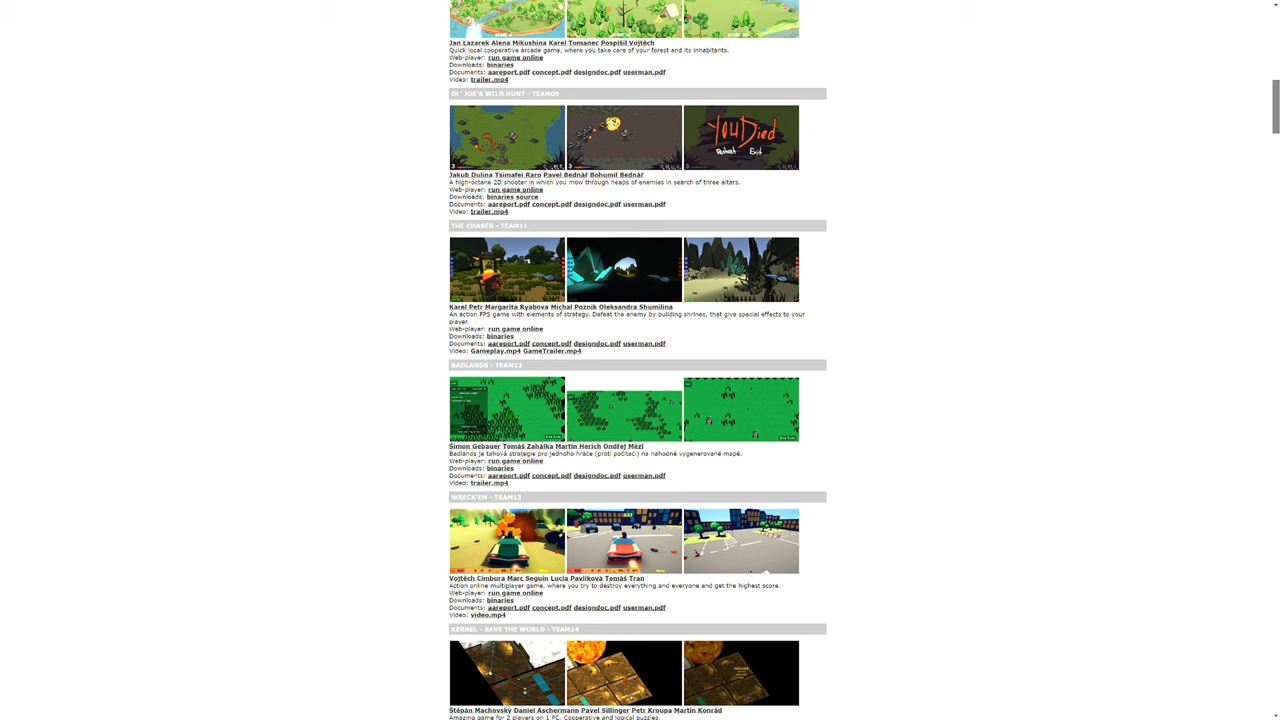 Jan Lazarek Alena Mikushina Karel Tomanec Pospíšil Vojtěch
Quick local cooperative arcade game, where you take care of your forest and its inhabitants.
Web-player: run game online
Downloads: binaries
Documents: aareport.pdf concept.pdf designdoc.pdf userman.pdf
Video: trailer.mp4
OL' JOE'S WILD HUNT - TEAM09
You Died
Restart Exit
Jakub Dulina Tsimafei Raro Pavel Bednář Bohumil Bednář
A high-octane 2D shooter in which you mow through heaps of enemies in search of three altars.
Web-player: run game online
Downloads: binaries source
Documents: aareport.pdf concept.pdf designdoc.pdf userman.pdf
Video: trailer.mp4
THE CHASER - TEAM11
Karel Petr Margarita Ryabova Michal Poznik Oleksandra Shumilina
An action FPS game with elements of strategy. Defeat the enemy by building shrines, that give special effects to your
player.
Web-player: run game online
Downloads: binaries
Documents: aareport.pdf concept.pdf designdoc.pdf userman.pdf
Video: Gameplay.mp4 GameTrailer.mp4
BADLANDS - TEAM12
Šimon Gebauer Tomáš Zahálka Martin Herich Ondřej Mézl
Badlands je tahová strategie pro jednoho hráče (proti počítači) na náhodně vygenerované mapě.
Web-player: run game online
Downloads: binaries
Documents: aareport.pdf concept.pdf designdoc.pdf userman.pdf
Video: trailer.mp4
WRECK'EM - TEAM13
Vojtěch Cimbura Marc Seguin Lucia Pavlíková Tomáš Tran
Action online multiplayer game, where you try to destroy everything and everyone and get the highest score.
Web-player: run game online
Downloads: binaries
Documents: aareport.pdf concept.pdf designdoc.pdf userman.pdf
Video: video.mp4
KERNEL - SAVE THE WORLD - TEAM14
Štěpán Machovský Daniel Aschermann Pavel Sillinger Petr Kroupa Martin Konrád
Amazing game for 2 players on 1 PC. Cooperative and logical puzzles.